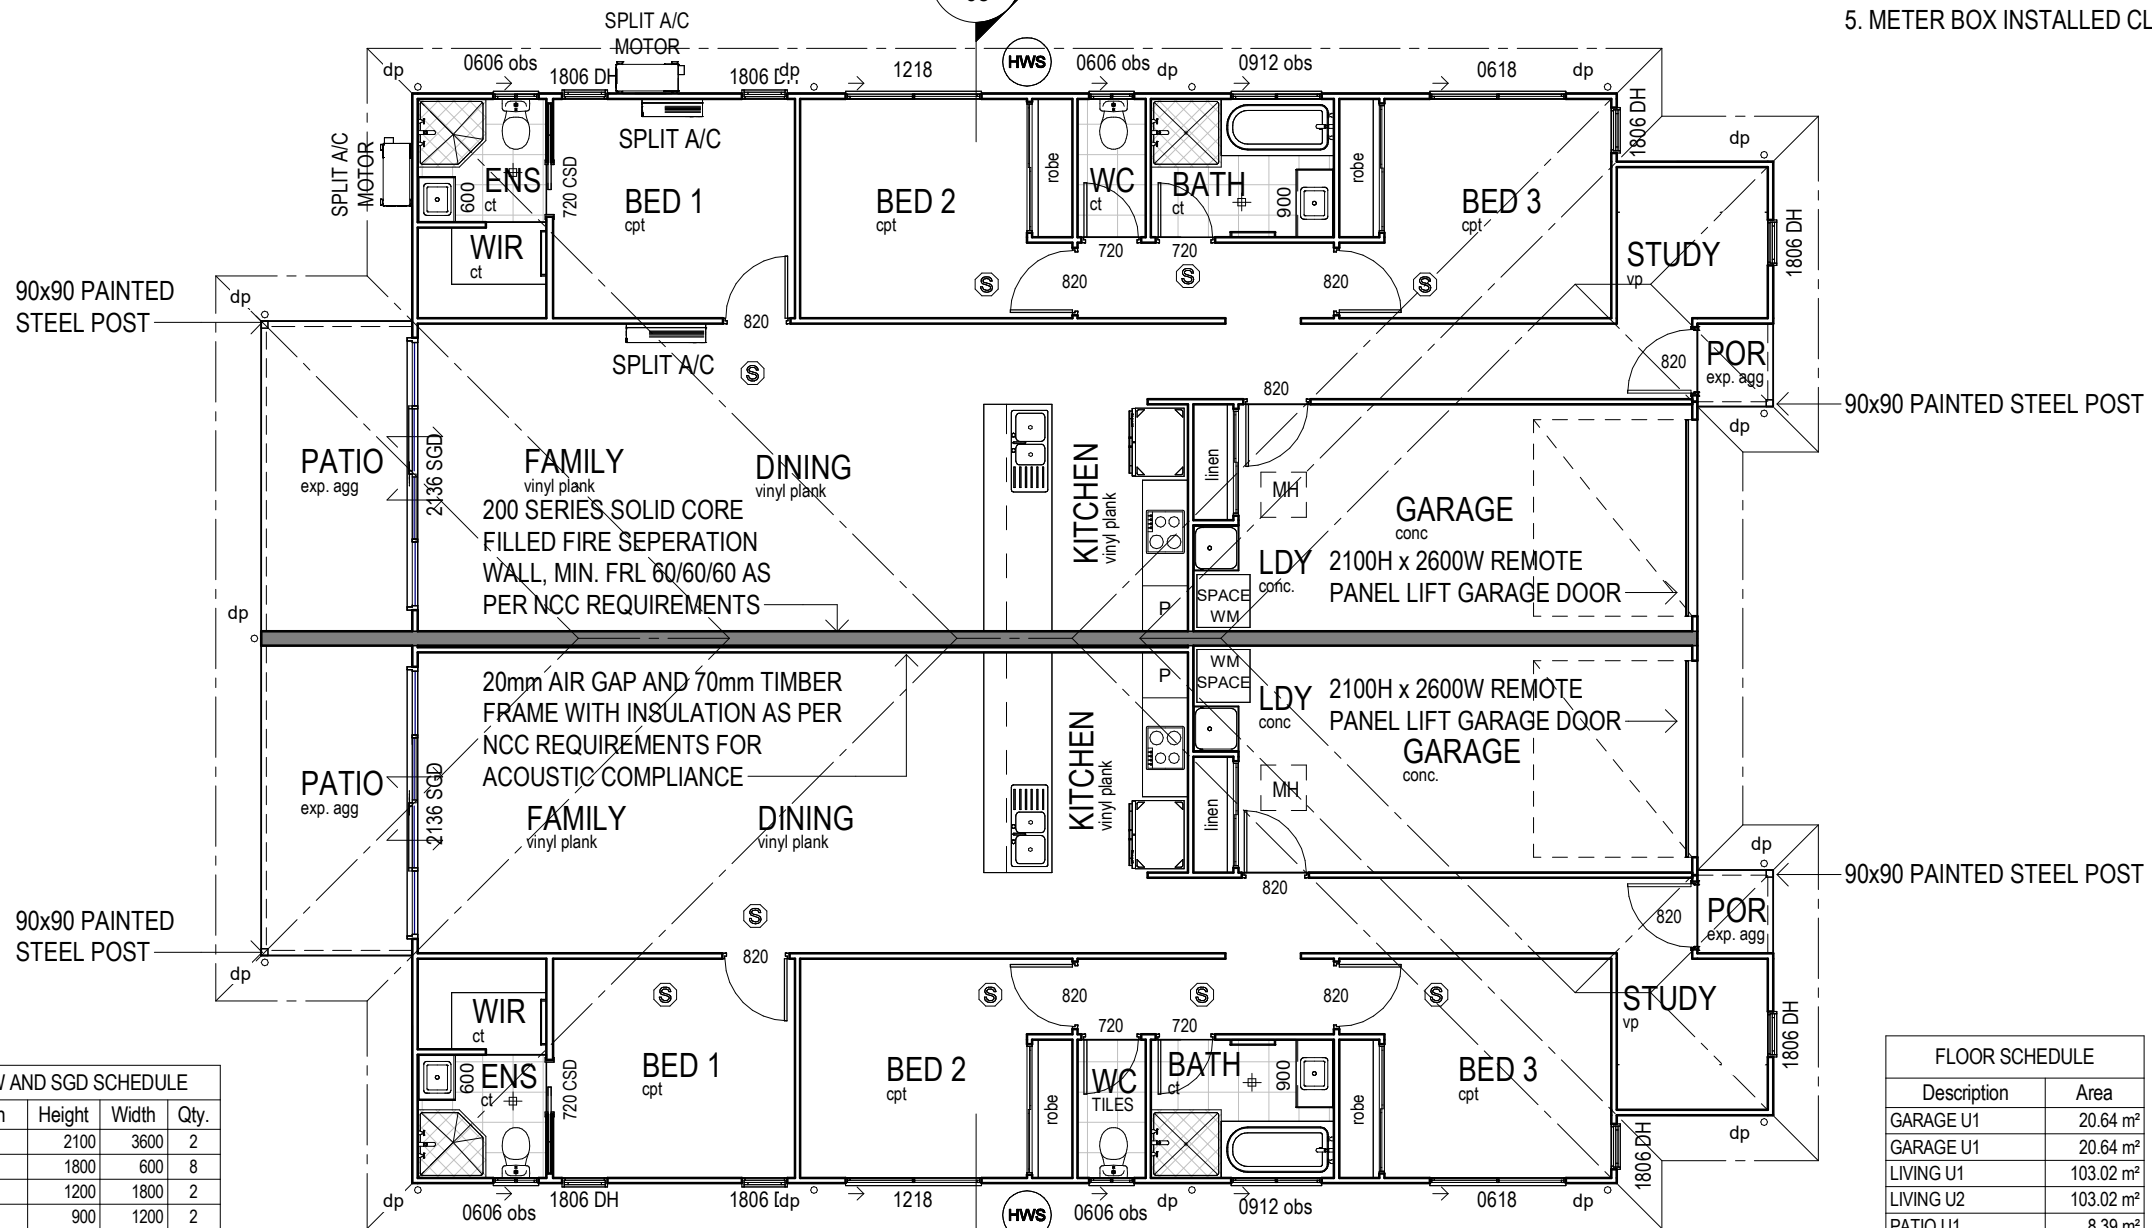 5. METER BOX INSTALLED CL
SPLIT A/C
MOTOR
HWS
dp
0606 obs
1806 DH
dp
1218
0606 obs
dp
0912 obs
0618
dp
1806 DH
dp
SPLIT A/C
MOTOR
SPLIT A/C
720 CSD
600
ENS
ct
BED 1
cpt
BED 2
cpt
robe
WC
ct
BATH
ct
900
robe
BED 3
cpt
WIR
ct
STUDY
vp
1806 DH
720
720
S
820
S
820
S
90x90 PAINTED
STEEL POST
dp
820
SPLIT A/C
S
820
POR
exp. agg
820
90x90 PAINTED STEEL POST
dp
PATIO
exp. agg
2136 SGD
FAMILY
vinyl plank
DINING
vinyl plank
KITCHEN
vinyl plank
linen
MH
GARAGE
conc
200 SERIES SOLID CORE
FILLED FIRE SEPERATION
WALL, MIN. FRL 60/60/60 AS
PER NCC REQUIREMENTS
LDY
conc.
2100H x 2600W REMOTE
PANEL LIFT GARAGE DOOR
P
SPACE
WM
dp
20mm AIR GAP AND 70mm TIMBER
FRAME WITH INSULATION AS PER
NCC REQUIREMENTS FOR
ACOUSTIC COMPLIANCE
P
WM
SPACE
LDY
conc
2100H x 2600W REMOTE
PANEL LIFT GARAGE DOOR
GARAGE
conc.
PATIO
exp. agg
2136 SGD
FAMILY
vinyl plank
DINING
vinyl plank
KITCHEN
vinyl plank
linen
MH
dp
820
90x90 PAINTED STEEL POST
820
POR
exp. agg
90x90 PAINTED
STEEL POST
dp
S
820
S
S
820
S
820
S
WIR
ct
STUDY
vp
1806 DH
720
720
600
ENS
ct
720 CSD
BED 1
cpt
BED 2
cpt
robe
WC
TILES
BATH
ct
900
robe
BED 3
cpt
dp
1806 DH
dp
0606 obs
1806 DH
dp
1218
HWS
0606 obs
dp
0912 obs
0618
dp
AND SGD SCHEDULE
Height Width Qty.
2100 3600 2
1800 600 8
1200 1800 2
900 1200 2
FLOOR SCHEDULE
Description Area
GARAGE U1 20.64 m²
GARAGE U1 20.64 m²
LIVING U1 103.02 m²
LIVING U2 103.02 m²
PATIO U1 8.39 m²